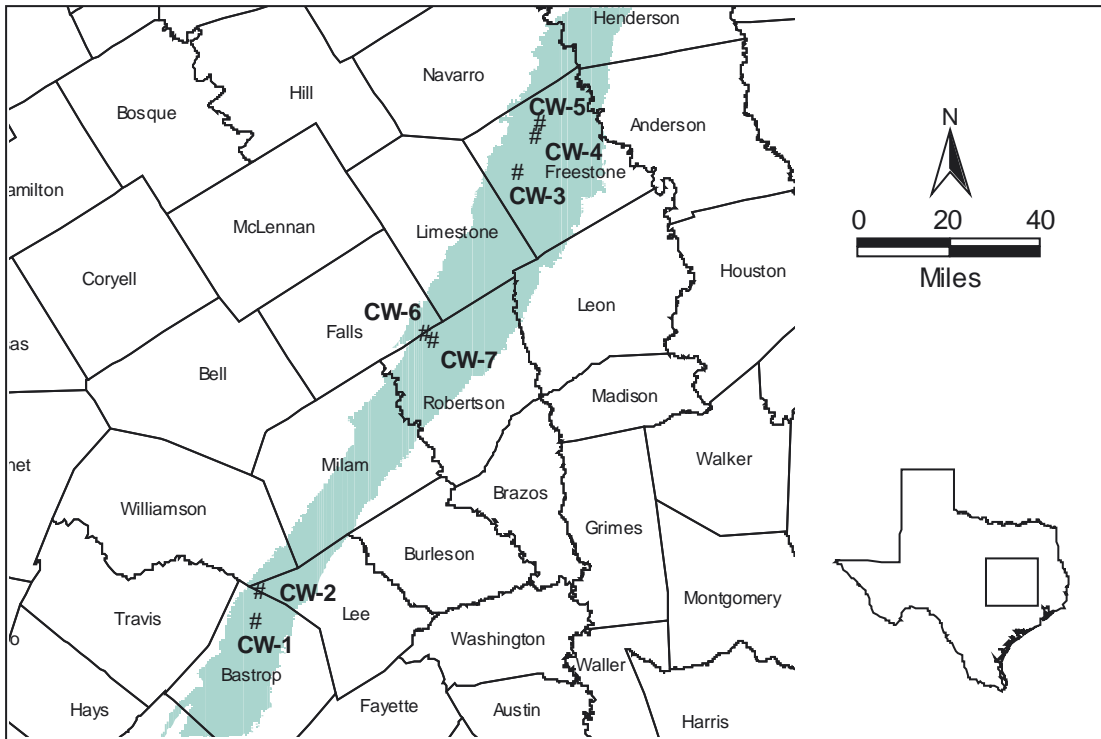 Henderson
Navarro
Hill
Bosque
CW-5
Anderson
N
CW-4
Freestone
amilton
CW-3
0 20 40
McLennan
Limestone
Miles
Houston
Coryell
Leon
CW-6
Falls
as
CW-7
Bell
Madison
Robertson
Walker
net
Milam
Brazos
Williamson
Grimes
Burleson
CW-2
Montgomery
Travis
Lee
o
CW-1
Washington
Waller
Bastrop
Hays
Fayette
Austin
Harris